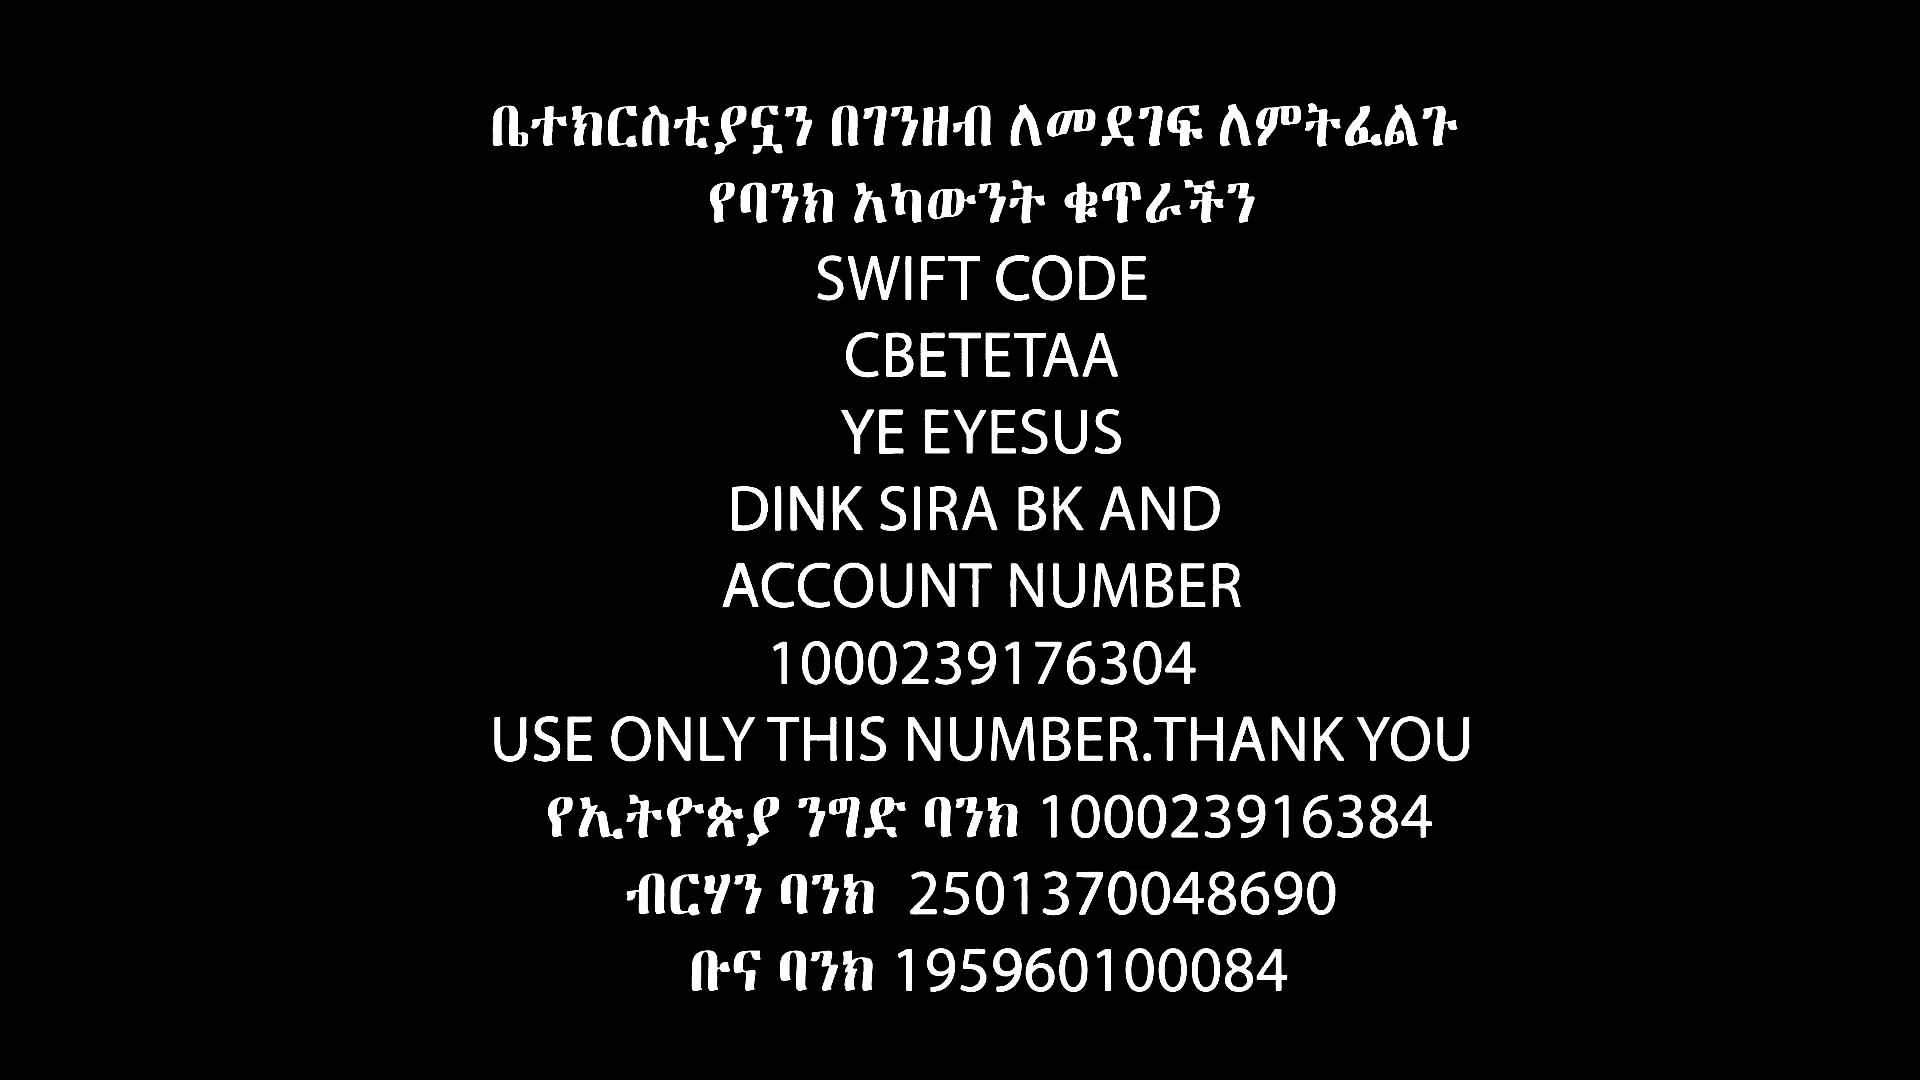 ቤተክርስቲያኗን በገንዘብ ለመደገፍ ለምትፈልጉ
የባንክ አካውንት ቁጥራችን
SWIFT CODE
CBETETAA
YE EYESUS
DINK SIRA BK AND
ACCOUNT NUMBER
1000239176304
USE ONLY THIS NUMBER.THANK YOU
የኢትዮጵያ ንግድ ባንክ 100023916384
ብርሃን ባንክ 2501370048690
ቡና ባንክ 195960100084